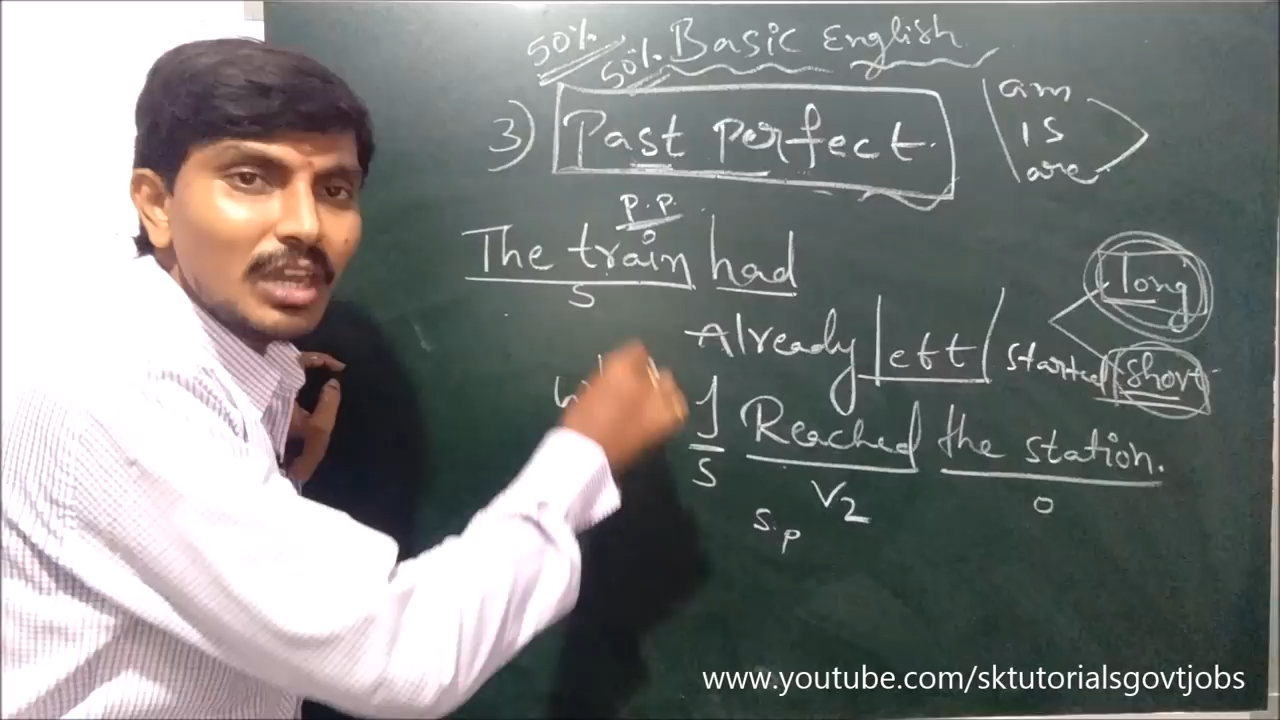 50% 50% Basic English
3) Past Perfect.
am
is
are
P.P.
The train had
S
long
Already left started short
I Reached the station.
S V2 O
S.P
www.youtube.com/sktutorialsgovtjobs